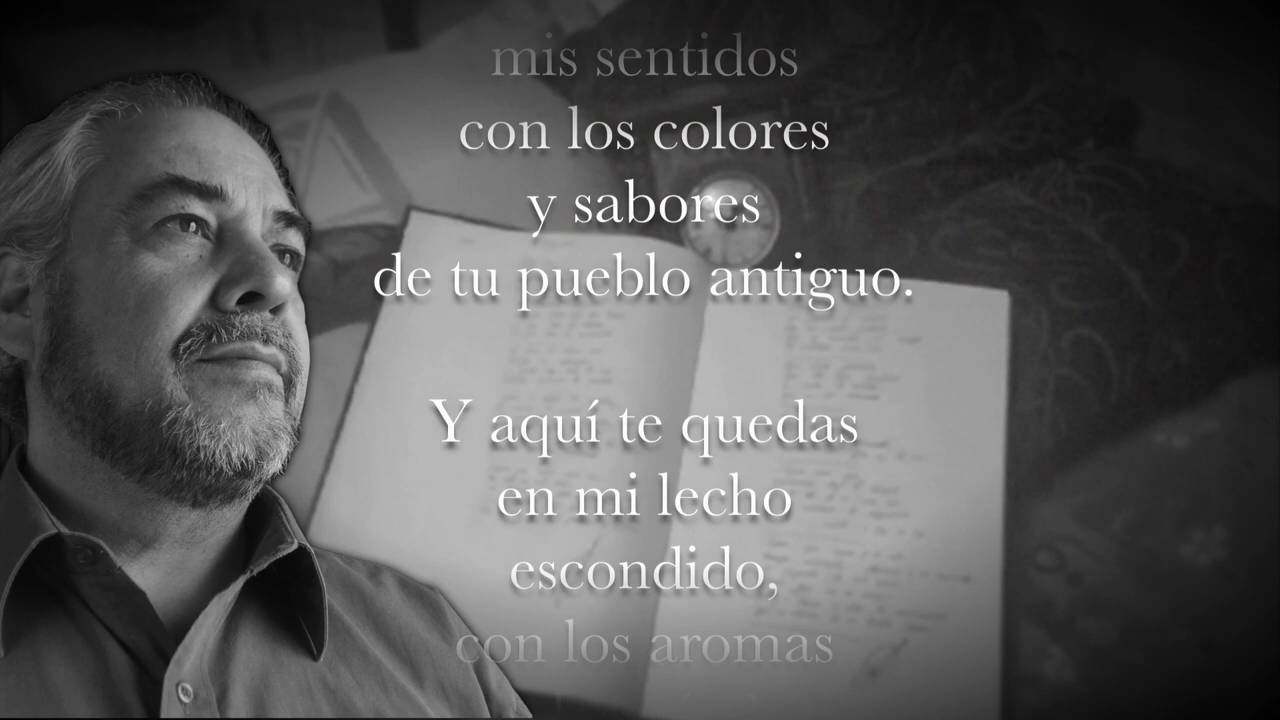 mis sentidos
con los colores
y sabores
de tu pueblo antiguo.
Y aquí te quedas
en mi lecho
escondido,
con los aromas